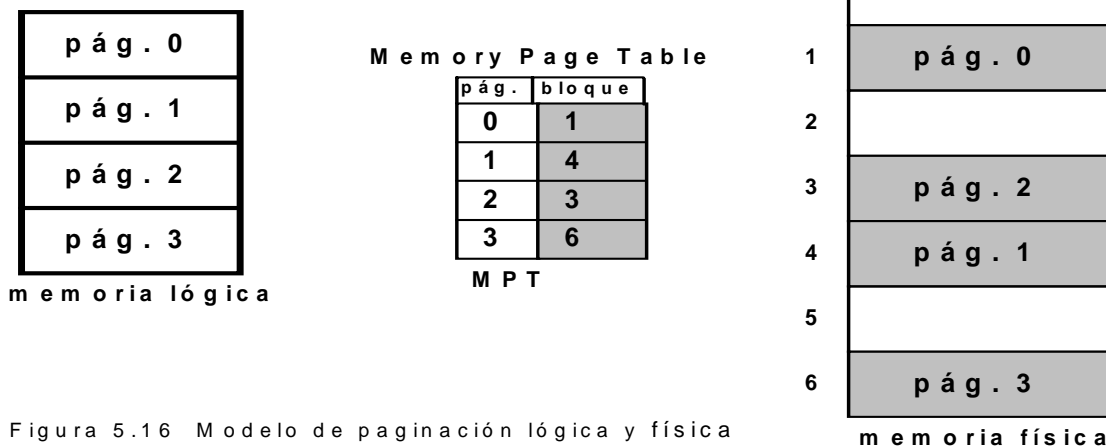 pág. 0
pág. 1
pág. 2
pág. 3
memoria lógica
Memory Page Table
pág. bloque
0 1
1 4
2 3
3 6
MPT
1 pág. 0
2
3 pág. 2
4 pág. 1
5
6 pág. 3
memoria física
Figura 5.16 Modelo de paginación lógica y física